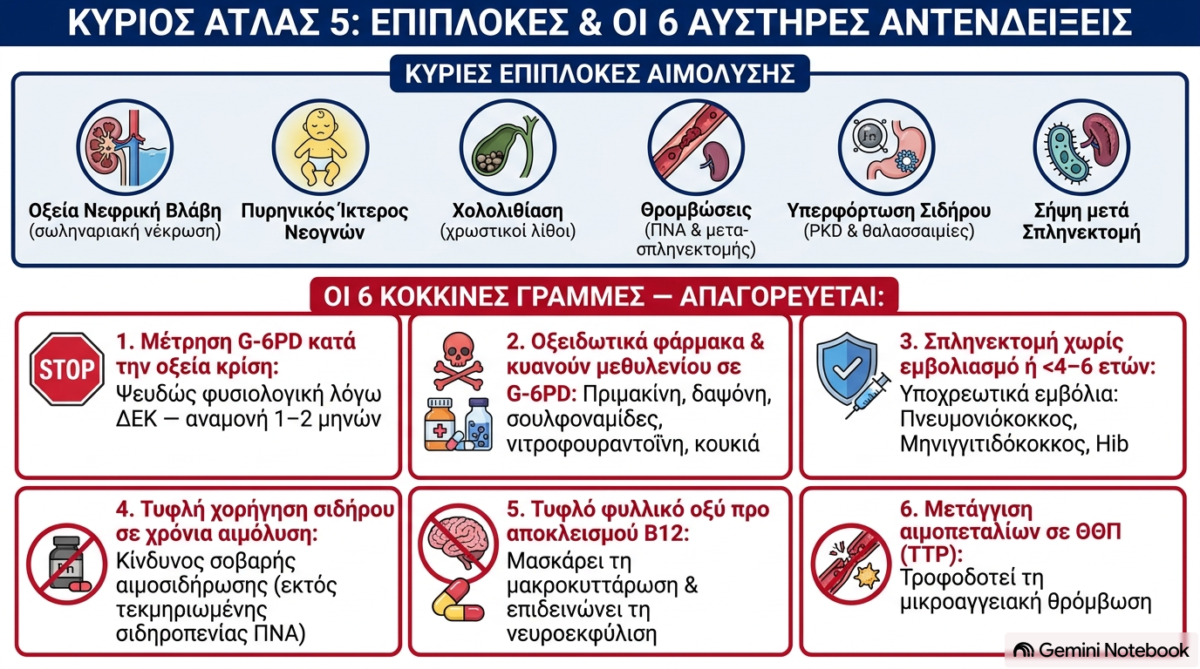 ΚΥΡΙΟΣ ΑΤΛΑΣ 5: ΕΠΙΠΛΟΚΕΣ & ΟΙ 6 ΑΥΣΤΗΡΕΣ ΑΝΤΕΝΔΕΙΞΕΙΣ
ΚΥΡΙΕΣ ΕΠΙΠΛΟΚΕΣ ΑΙΜΟΛΥΣΗΣ
Οξεία Νεφρική Βλάβη
(σωληναριακή νέκρωση)
Πυρηνικός Ίκτερος
Νεογνών
Χολολιθίαση
(χρωστικοί λίθοι)
Θρομβώσεις
(ΠΝΑ & μετα-
σπληνεκτομής)
Fn
Υπερφόρτωση Σιδήρου
(PKD & θαλασσαιμίες)
Σήψη μετά
Σπληνεκτομή
ΟΙ 6 ΚΟΚΚΙΝΕΣ ΓΡΑΜΜΕΣ — ΑΠΑΓΟΡΕΥΕΤΑΙ:
STOP
1. Μέτρηση G-6PD κατά
την οξεία κρίση:
Ψευδώς φυσιολογική λόγω
ΔΕΚ — αναμονή 1–2 μηνών
2. Οξειδωτικά φάρμακα &
κυανούν μεθυλενίου σε
G-6PD: Πριμακίνη, δαψόνη,
σουλφοναμίδες,
νιτροφουραντοΐνη, κουκιά
3. Σπληνεκτομή χωρίς
εμβολιασμό ή <4–6 ετών:
Υποχρεωτικά εμβόλια:
Πνευμονιόκοκκος,
Μηνιγγιτιδόκοκκος, Hib
4. Τυφλή χορήγηση σιδήρου
σε χρόνια αιμόλυση:
Κίνδυνος σοβαρής
αιμοσιδήρωσης (εκτός
τεκμηριωμένης
σιδηροπενίας ΠΝΑ)
5. Τυφλό φυλλικό οξύ προ
αποκλεισμού Β12:
Μασκάρει τη
μακροκυττάρωση &
επιδεινώνει τη
νευροεκφύλιση
6. Μετάγγιση
αιμοπεταλίων σε ΘΘΠ
(TTP):
Τροφοδοτεί τη
μικροαγγειακή θρόμβωση
Gemini Notebook